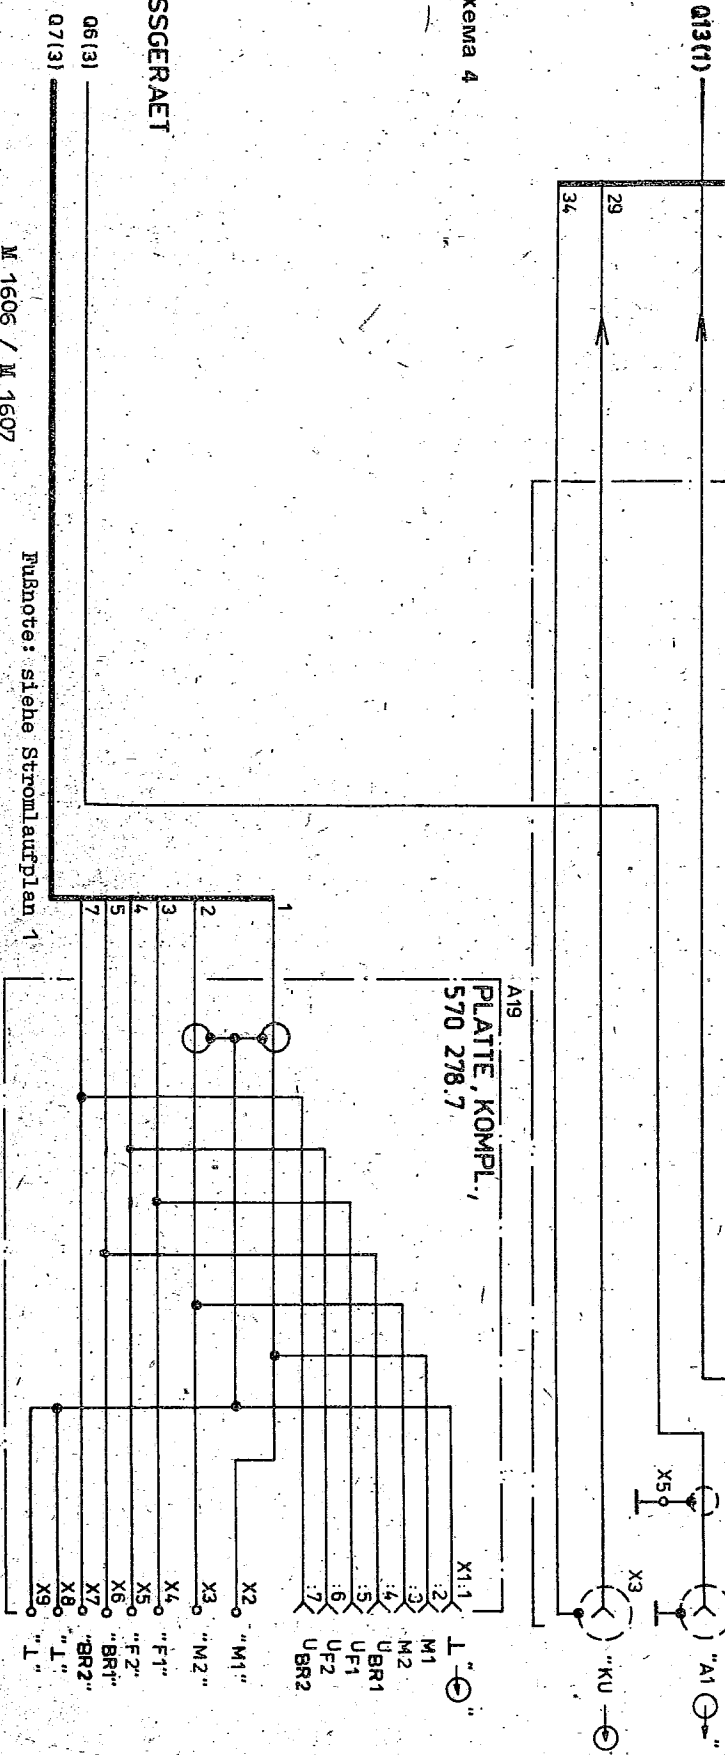 Q13(1)
кема 4
SSGERAET
Q6(3)
Q7(3)
34
29
M 1606 / M 1607
Fußnote: siehe Stromlaufplan 1
1
2
3
4
5
7
A19
PLATTE, KOMPL.,
570 278.7
X5
X3
"A1
"KU
X1:1 "⊥
:2 M1
:3 M2
:4 UBR1
:5 UF1
:6 UF2
:7 UBR2
X2 "M1"
X3 "M2"
X4 "F1"
X5 "F2"
X6 "BR1"
X7 "BR2"
X8 "⊥"
X9 "⊥"